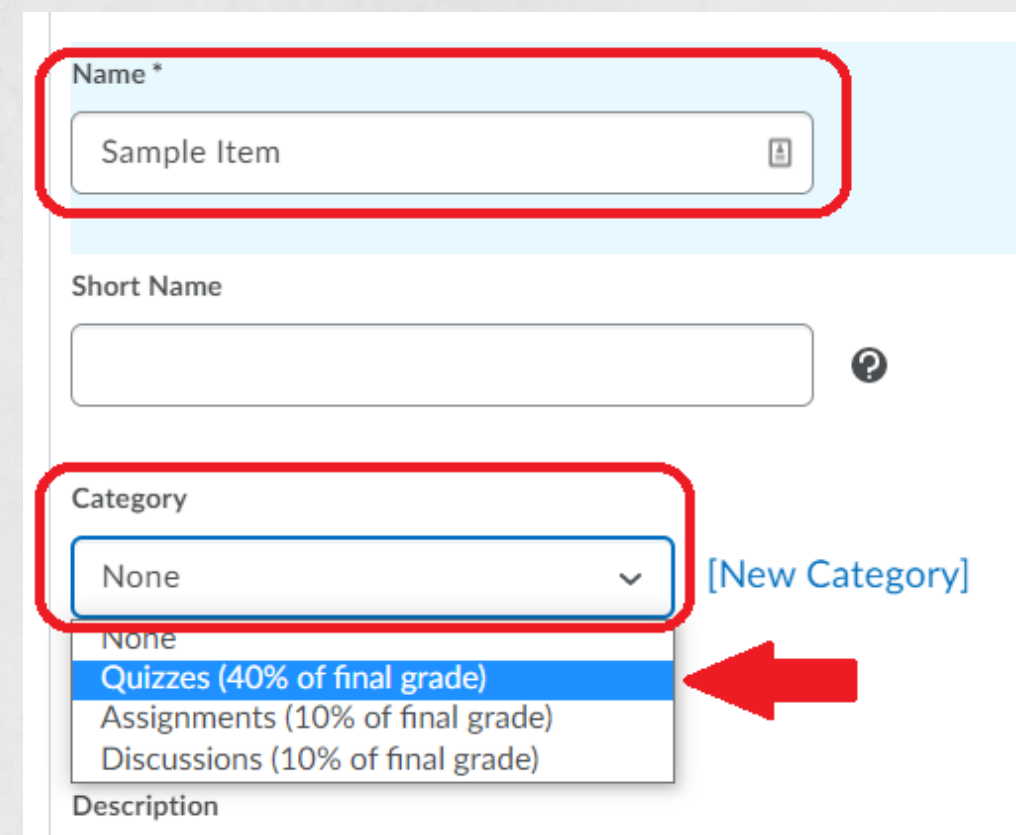 Name *
Sample Item
Short Name
Category
None
[New Category]
None
Quizzes (40% of final grade)
Assignments (10% of final grade)
Discussions (10% of final grade)
Description